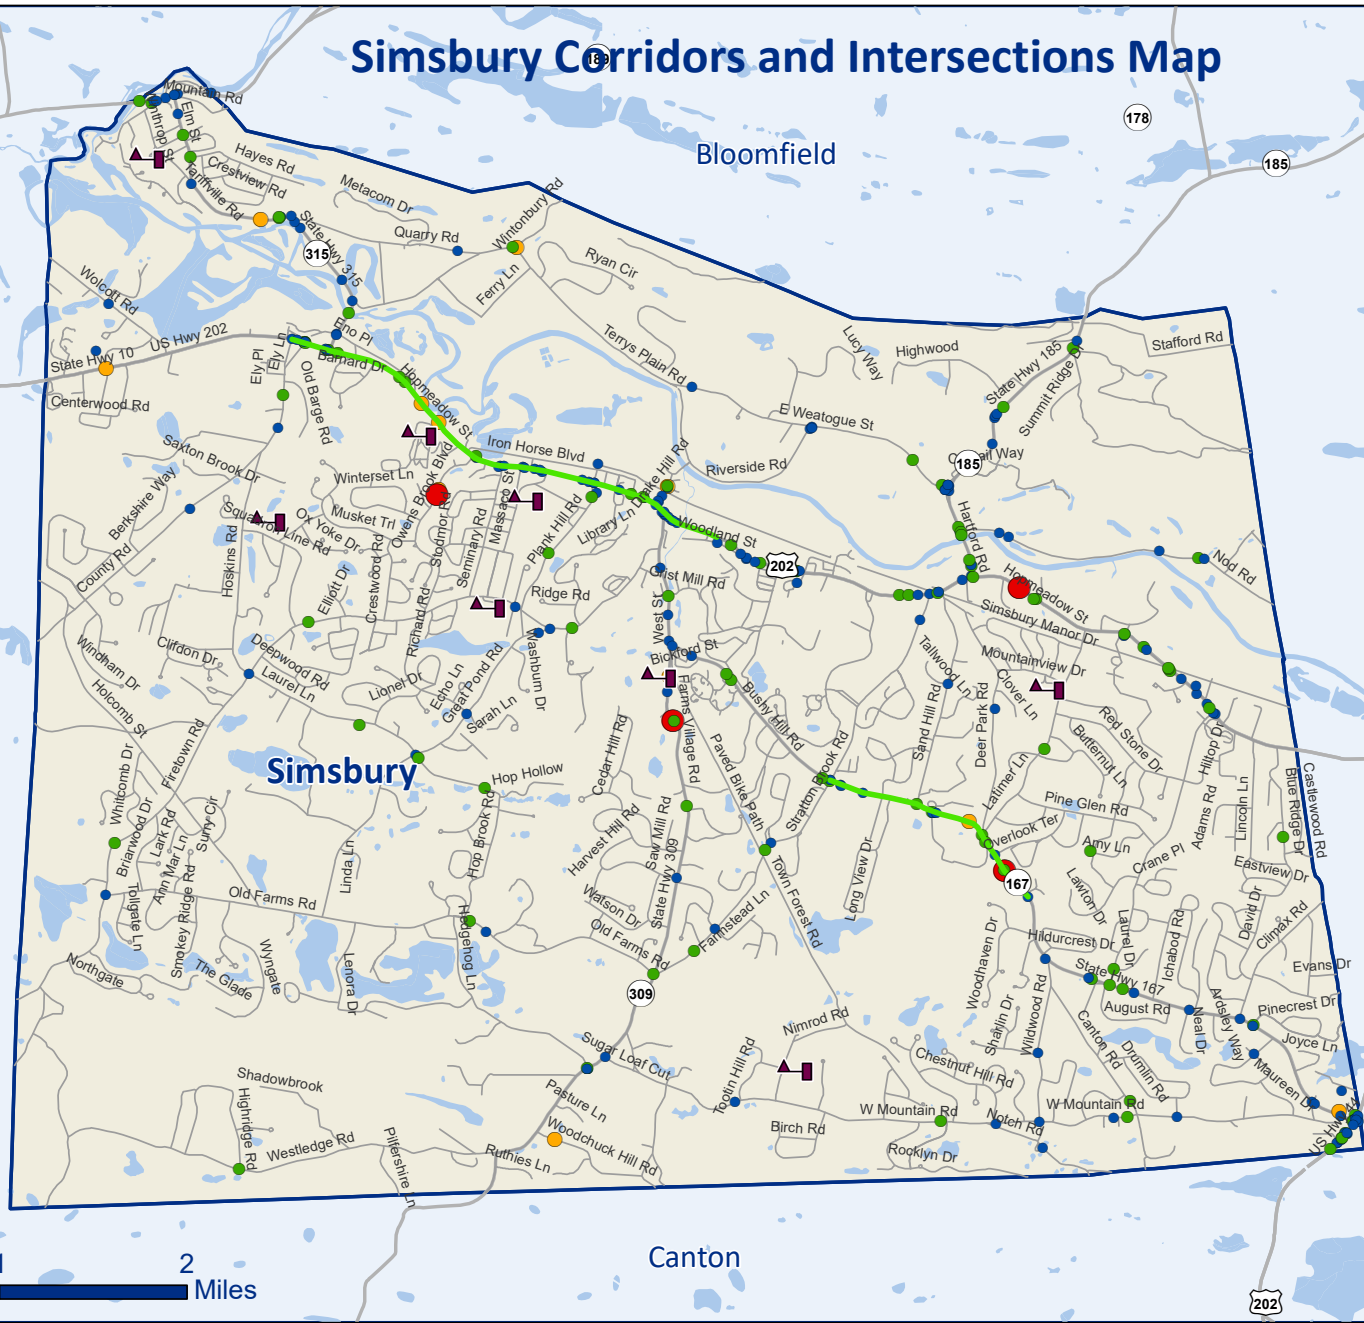 Simsbury Corridors and Intersections Map
189
178
185
Bloomfield
Mountain Rd
Elm St
Winthrop St
Hayes Rd
Crestview Rd
Tariffville Rd
Metacom Dr
Quarry Rd
Wintonbury Rd
State Hwy 315
315
Ryan Cir
Ferry Ln
Wolcott Rd
US Hwy 202
State Hwy 10
Eno Pl
Barnard Dr
Ely Ln
Ely Pl
Old Barge Rd
Hopmeadow St
Terrys Plain Rd
Lucy Way
Highwood
State Hwy 185
Summit Ridge Dr
Stafford Rd
Centerwood Rd
E Weatogue St
Saxton Brook Dr
Iron Horse Blvd
Drake Hill Rd
Riverside Rd
185
Winterset Ln
Berkshire Way
Owens Brook Blvd
Musket Trl
Squadron Line Rd
Ox Yoke Dr
Stodmor Rd
Massaco St
Seminary Rd
Plank Hill Rd
Library Ln
Woodland St
202
Hartford Rd
Hopmeadow St
Nod Rd
County Rd
Hoskins Rd
Elliott Dr
Crestwood Rd
Richard Rd
Grist Mill Rd
Ridge Rd
West St
Simsbury Manor Dr
Mountainview Dr
Windham Dr
Clifdon Dr
Deepwood Rd
Laurel Ln
Lionel Dr
Echo Ln
Great Pond Rd
Sarah Ln
Washburn Dr
Bickford St
Bushy Hill Rd
Tallwood Ln
Clover Ln
Deer Park Rd
Sand Hill Rd
Holcomb St
Firetown Rd
Cedar Hill Rd
Farms Village Rd
Paved Bike Path
Stratton Brook Rd
Latimer Ln
Butternut Ln
Red Stone Dr
Hilltop Dr
Whitcomb Dr
Simsbury
Hop Hollow
Castlewood Rd
Blue Ridge Dr
Lincoln Ln
Adams Rd
Pine Glen Rd
Briarwood Dr
Lark Rd
Ann Mar Ln
Surry Cir
Linda Ln
Hop Brook Rd
Harvest Hill Rd
Saw Mill Rd
State Hwy 309
Long View Dr
Overlook Ter
Amy Ln
Crane Pl
Eastview Dr
167
Tollgate Ln
Smokey Ridge Rd
Old Farms Rd
Hedgehog Ln
Watson Dr
Old Farms Rd
Farmstead Ln
Town Forest Rd
Lawton Dr
Laurel Dr
Ichabod Rd
David Dr
Climax Rd
Woodhaven Dr
Hildurcrest Dr
Northgate
The Glade
Wyngate
Lenora Dr
309
State Hwy 167
August Rd
Evans Dr
Pinecrest Dr
Ardsley Way
Neal Dr
Nimrod Rd
Sharlin Dr
Wildwood Rd
Canton Rd
Drumlin Rd
Joyce Ln
Maureen Dr
Sugar Loaf Cut
Tootin Hill Rd
Chestnut Hill Rd
Shadowbrook
Highridge Rd
Pasture Ln
W Mountain Rd
Notch Rd
W Mountain Rd
Birch Rd
Woodchuck Hill Rd
Westledge Rd
Pilfershire Ln
Ruthies Ln
Rocklyn Dr
US Hwy 44
Canton
1
2
Miles
202